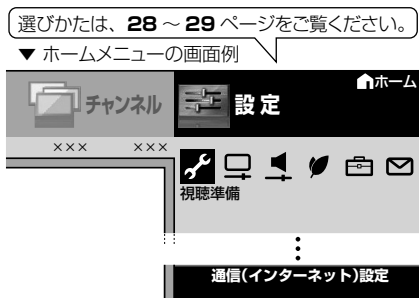 選びかたは、28 ～ 29 ページをご覧ください。
▼ ホームメニューの画面例
ホーム
チャンネル
設定
××× ×××
視聴準備
通信(インターネット)設定